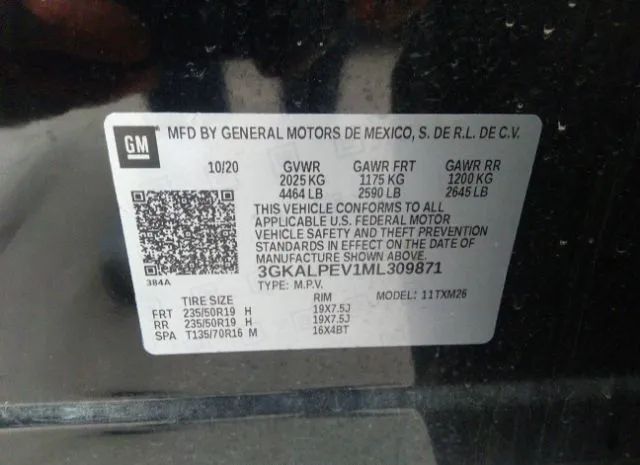 GM
MFD BY GENERAL MOTORS DE MEXICO, S. DE R.L. DE C.V.
10/20 GVWR GAWR FRT GAWR RR
2025 KG 1175 KG 1200 KG
4464 LB 2590 LB 2645 LB
THIS VEHICLE CONFORMS TO ALL
APPLICABLE U.S. FEDERAL MOTOR
VEHICLE SAFETY AND THEFT PREVENTION
STANDARDS IN EFFECT ON THE DATE OF
MANUFACTURE SHOWN ABOVE.
384A 3GKALPEV1ML309871
TYPE: M.P.V. MODEL: 11TXM26
TIRE SIZE RIM
FRT 235/50R19 H 19X7.5J
RR 235/50R19 H 19X7.5J
SPA T135/70R16 M 16X4BT